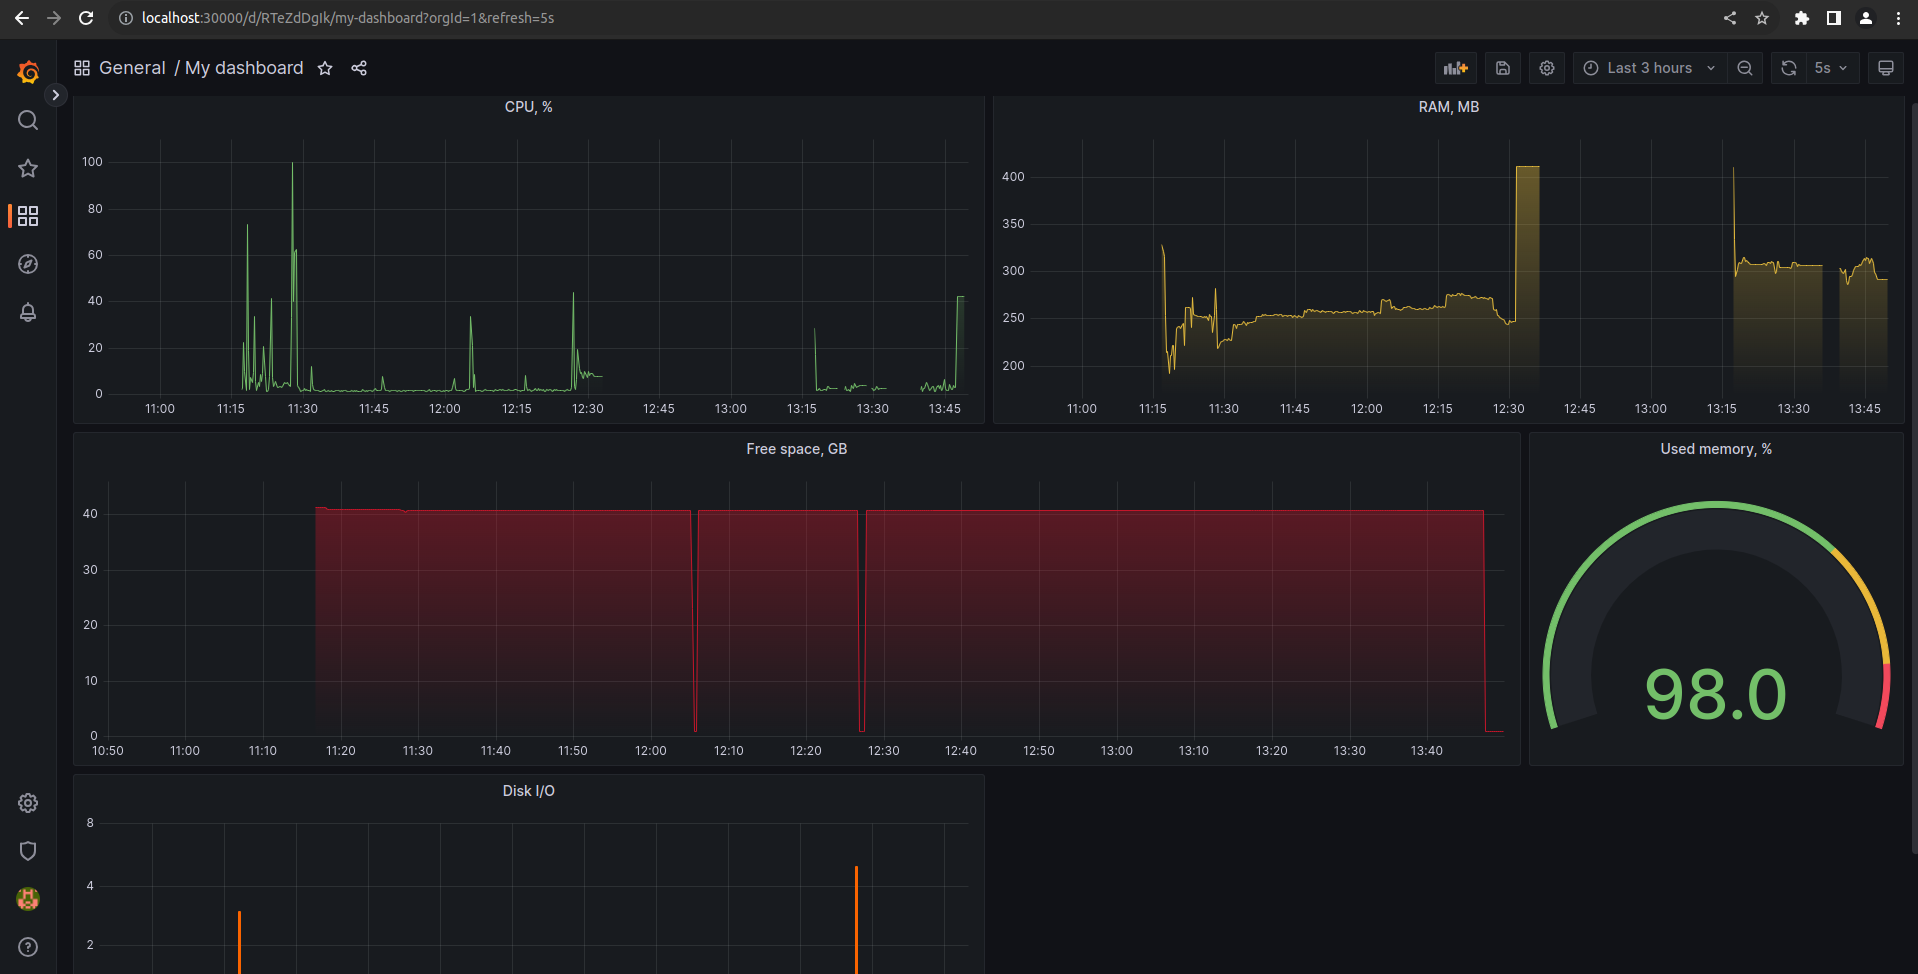 localhost:30000/d/RTeZdDgIk/my-dashboard?orgId=1&refresh=5s
General / My dashboard
Last 3 hours
5s
CPU, %
100
80
60
40
20
0
11:00 11:15 11:30 11:45 12:00 12:15 12:30 12:45 13:00 13:15 13:30 13:45
RAM, MB
400
350
300
250
200
11:00 11:15 11:30 11:45 12:00 12:15 12:30 12:45 13:00 13:15 13:30 13:45
Free space, GB
40
30
20
10
0
10:50 11:00 11:10 11:20 11:30 11:40 11:50 12:00 12:10 12:20 12:30 12:40 12:50 13:00 13:10 13:20 13:30 13:40
Used memory, %
98.0
Disk I/O
8
4
2